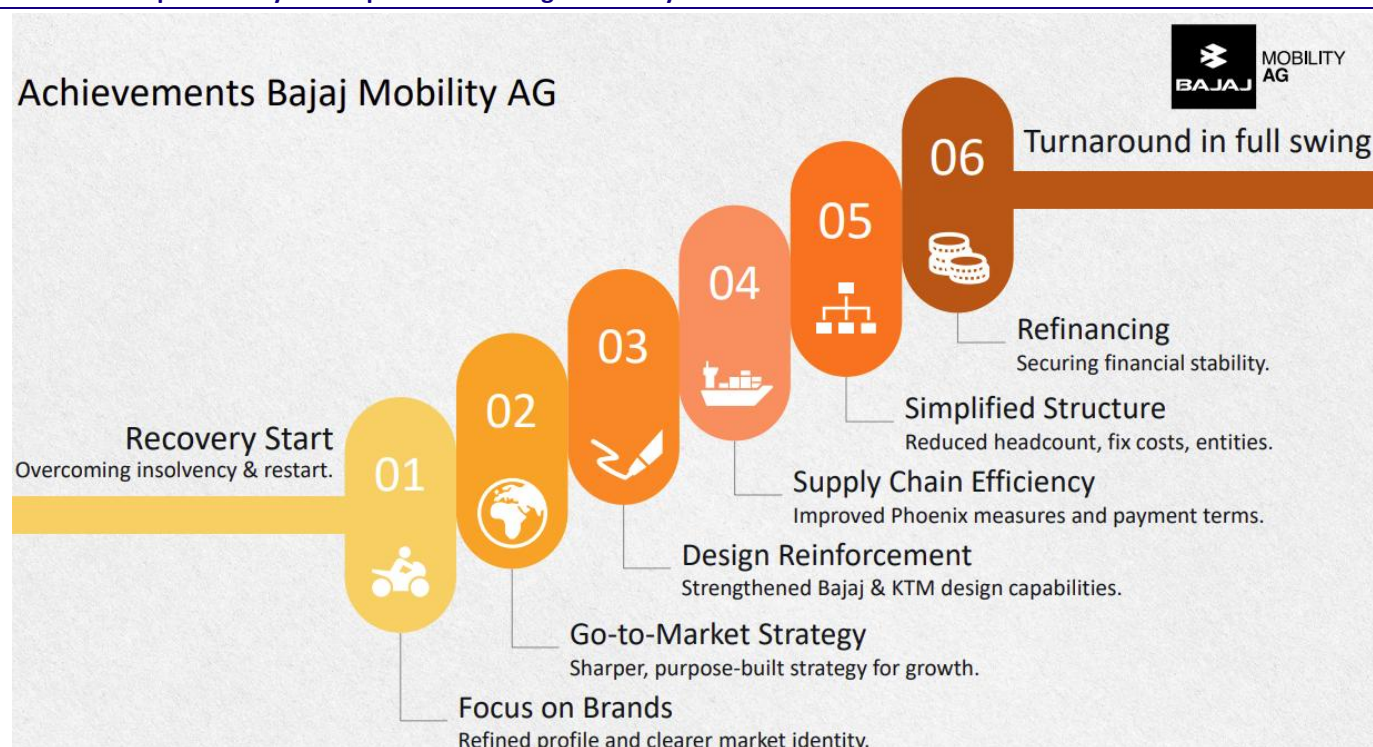 Achievements Bajaj Mobility AG
BAJAJ
MOBILITY
AG
Turnaround in full swing
06
05
04
03
02
01
Recovery Start
Overcoming insolvency & restart.
Refinancing
Securing financial stability.
Simplified Structure
Reduced headcount, fix costs, entities.
Supply Chain Efficiency
Improved Phoenix measures and payment terms.
Design Reinforcement
Strengthened Bajaj & KTM design capabilities.
Go-to-Market Strategy
Sharper, purpose-built strategy for growth.
Focus on Brands
Refined profile and clearer market identity.